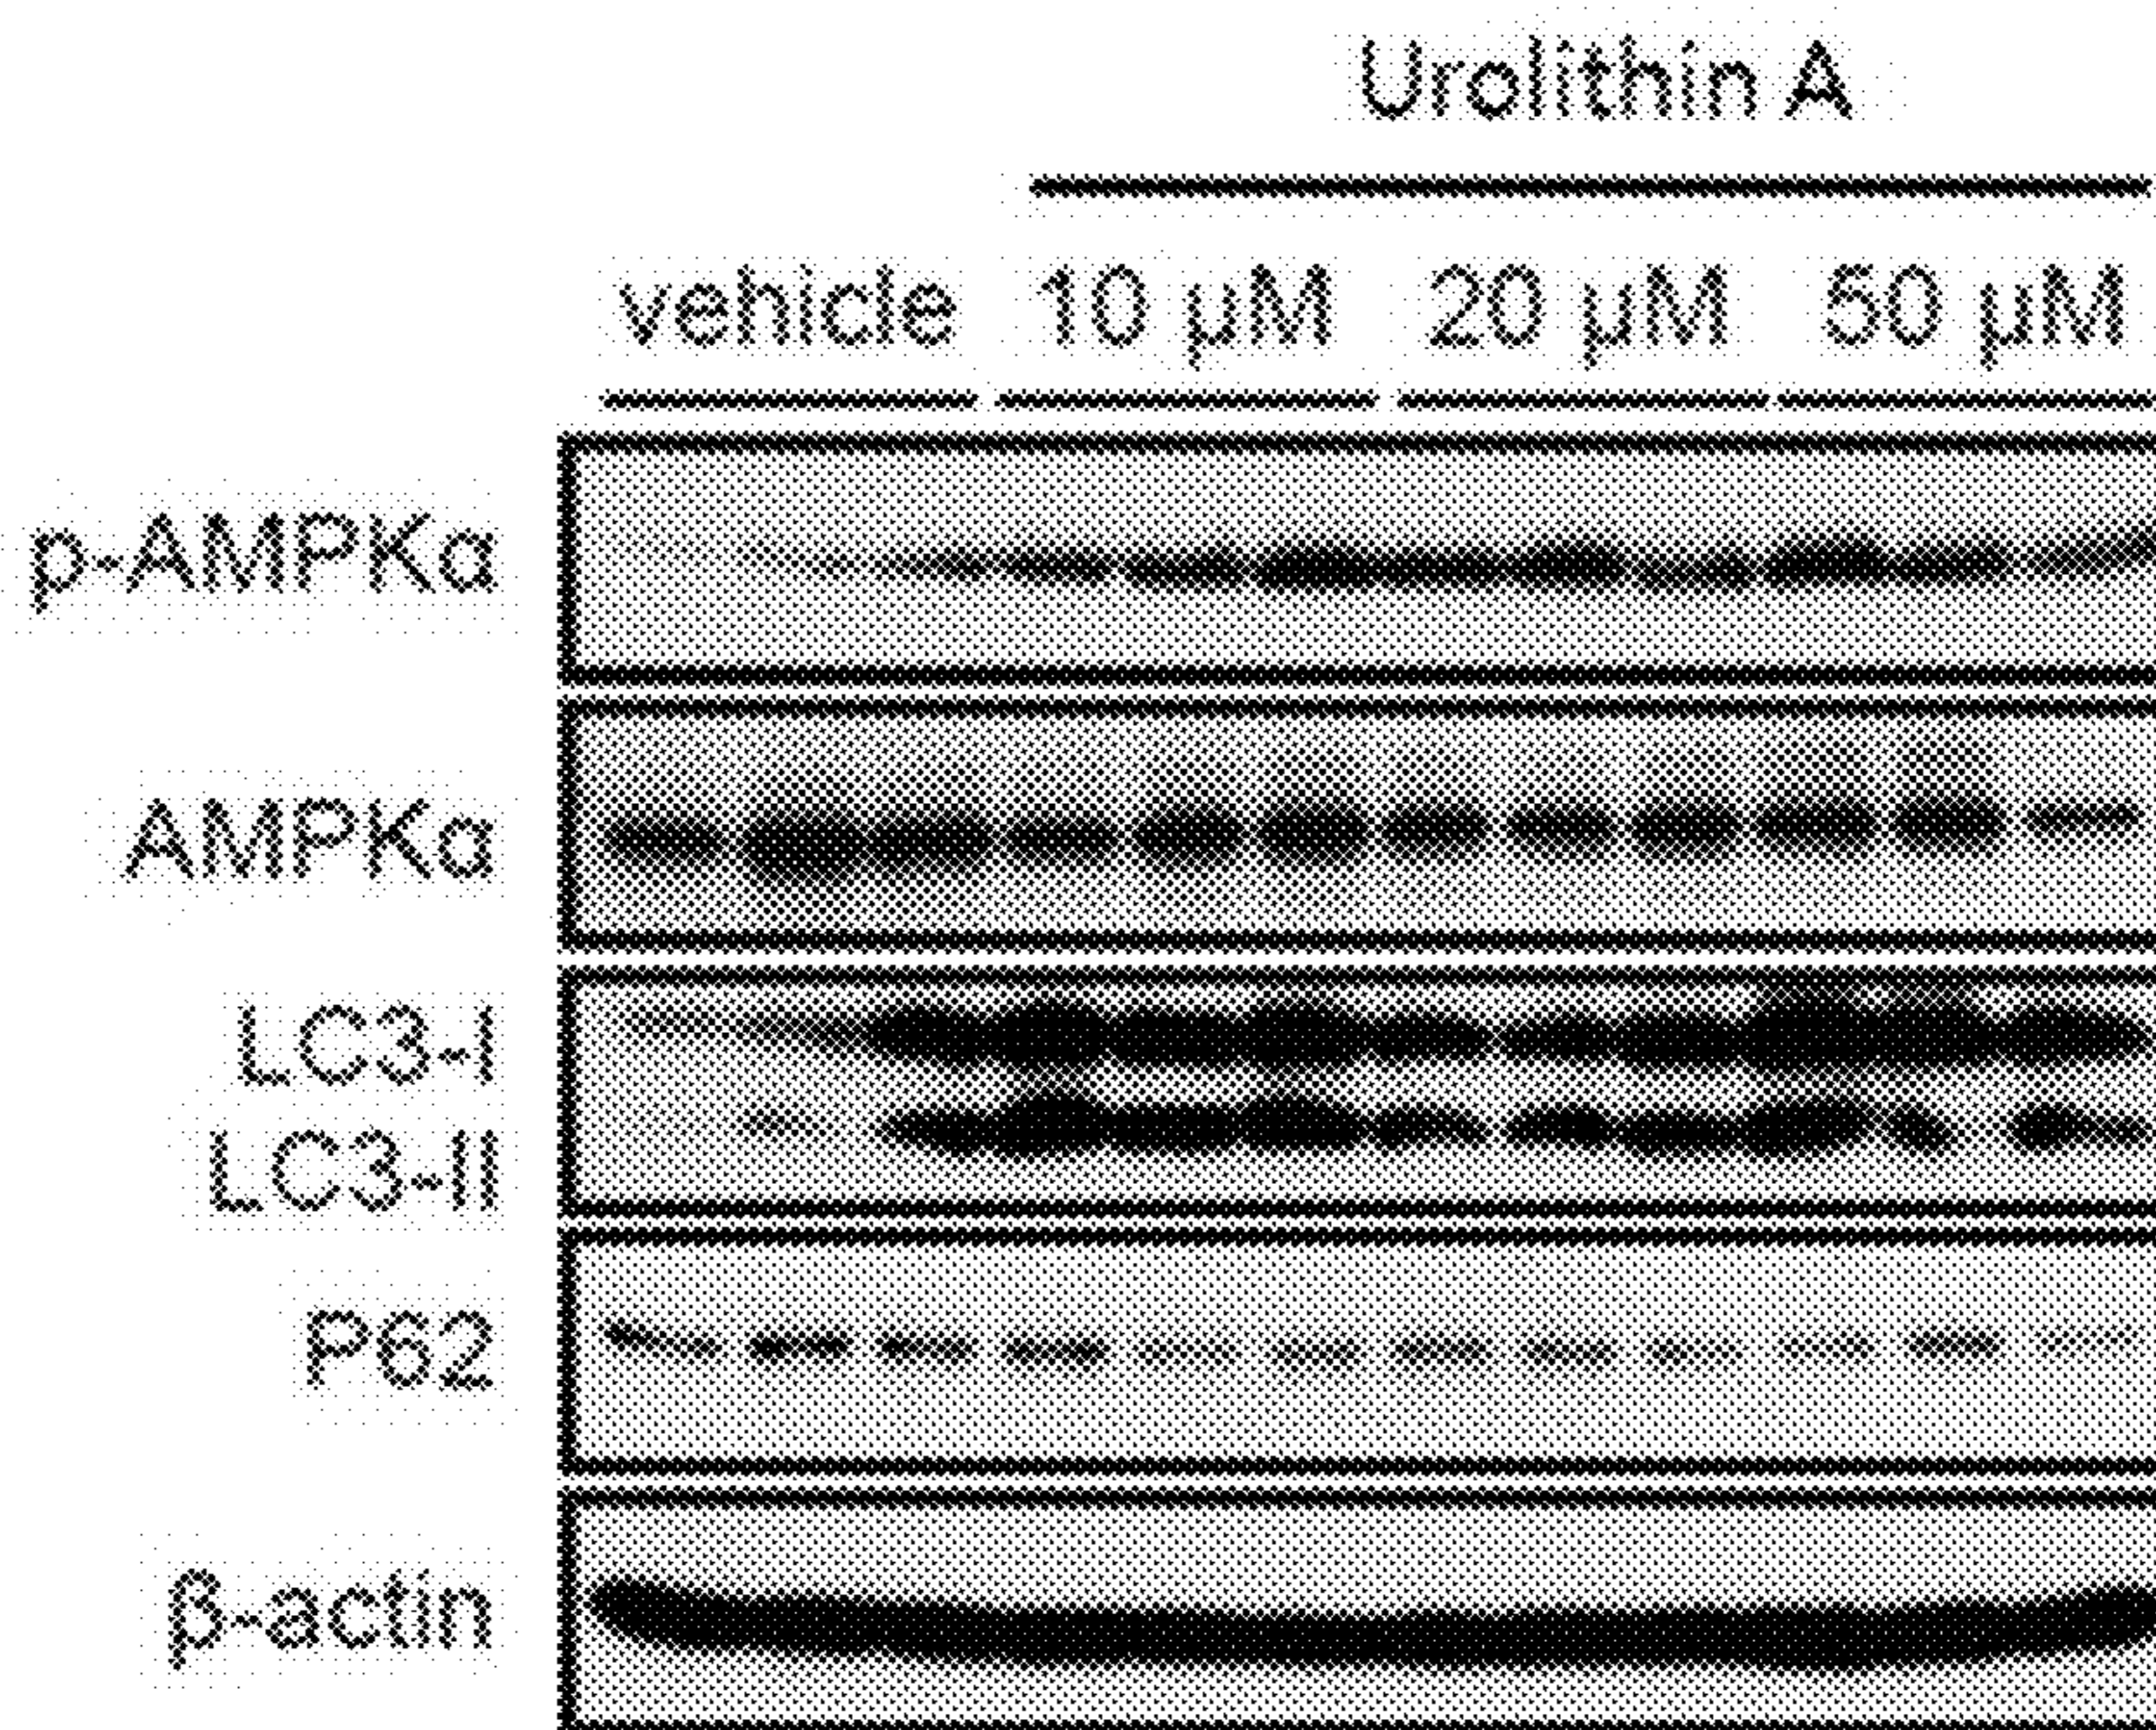 Urolithin A
vehicle 10 µM 20 µM 50 µM
p-AMPKα
AMPKα
LC3-I
LC3-II
P62
β-actin